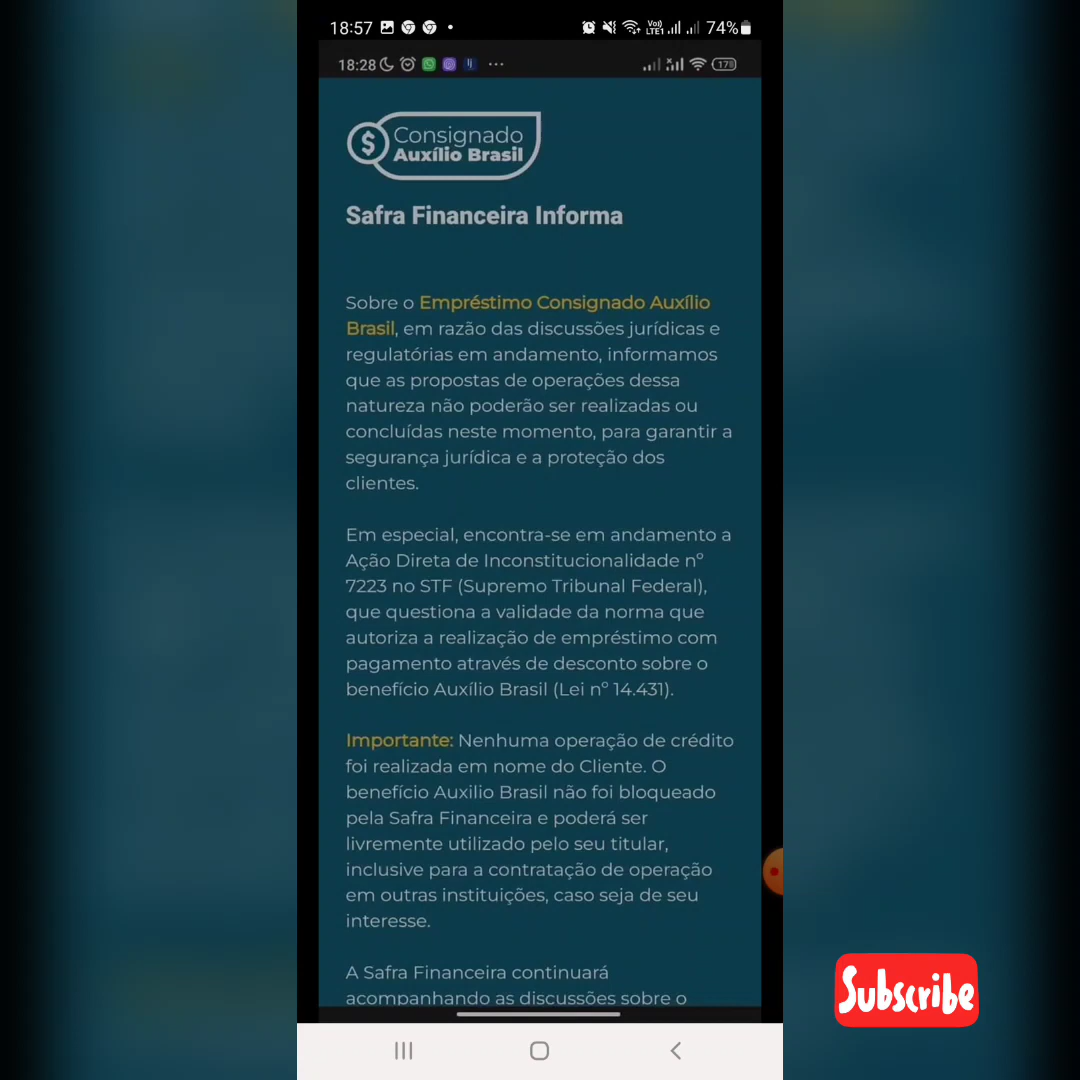 18:57
Vo) LTE1
74%
18:28
178
Consignado
Auxílio Brasil
Safra Financeira Informa
Sobre o Empréstimo Consignado Auxílio
Brasil, em razão das discussões jurídicas e
regulatórias em andamento, informamos
que as propostas de operações dessa
natureza não poderão ser realizadas ou
concluídas neste momento, para garantir a
segurança jurídica e a proteção dos
clientes.
Em especial, encontra-se em andamento a
Ação Direta de Inconstitucionalidade nº
7223 no STF (Supremo Tribunal Federal),
que questiona a validade da norma que
autoriza a realização de empréstimo com
pagamento através de desconto sobre o
benefício Auxílio Brasil (Lei nº 14.431).
Importante: Nenhuma operação de crédito
foi realizada em nome do Cliente. O
benefício Auxilio Brasil não foi bloqueado
pela Safra Financeira e poderá ser
livremente utilizado pelo seu titular,
inclusive para a contratação de operação
em outras instituições, caso seja de seu
interesse.
A Safra Financeira continuará
acompanhando as discussões sobre o
Subscribe